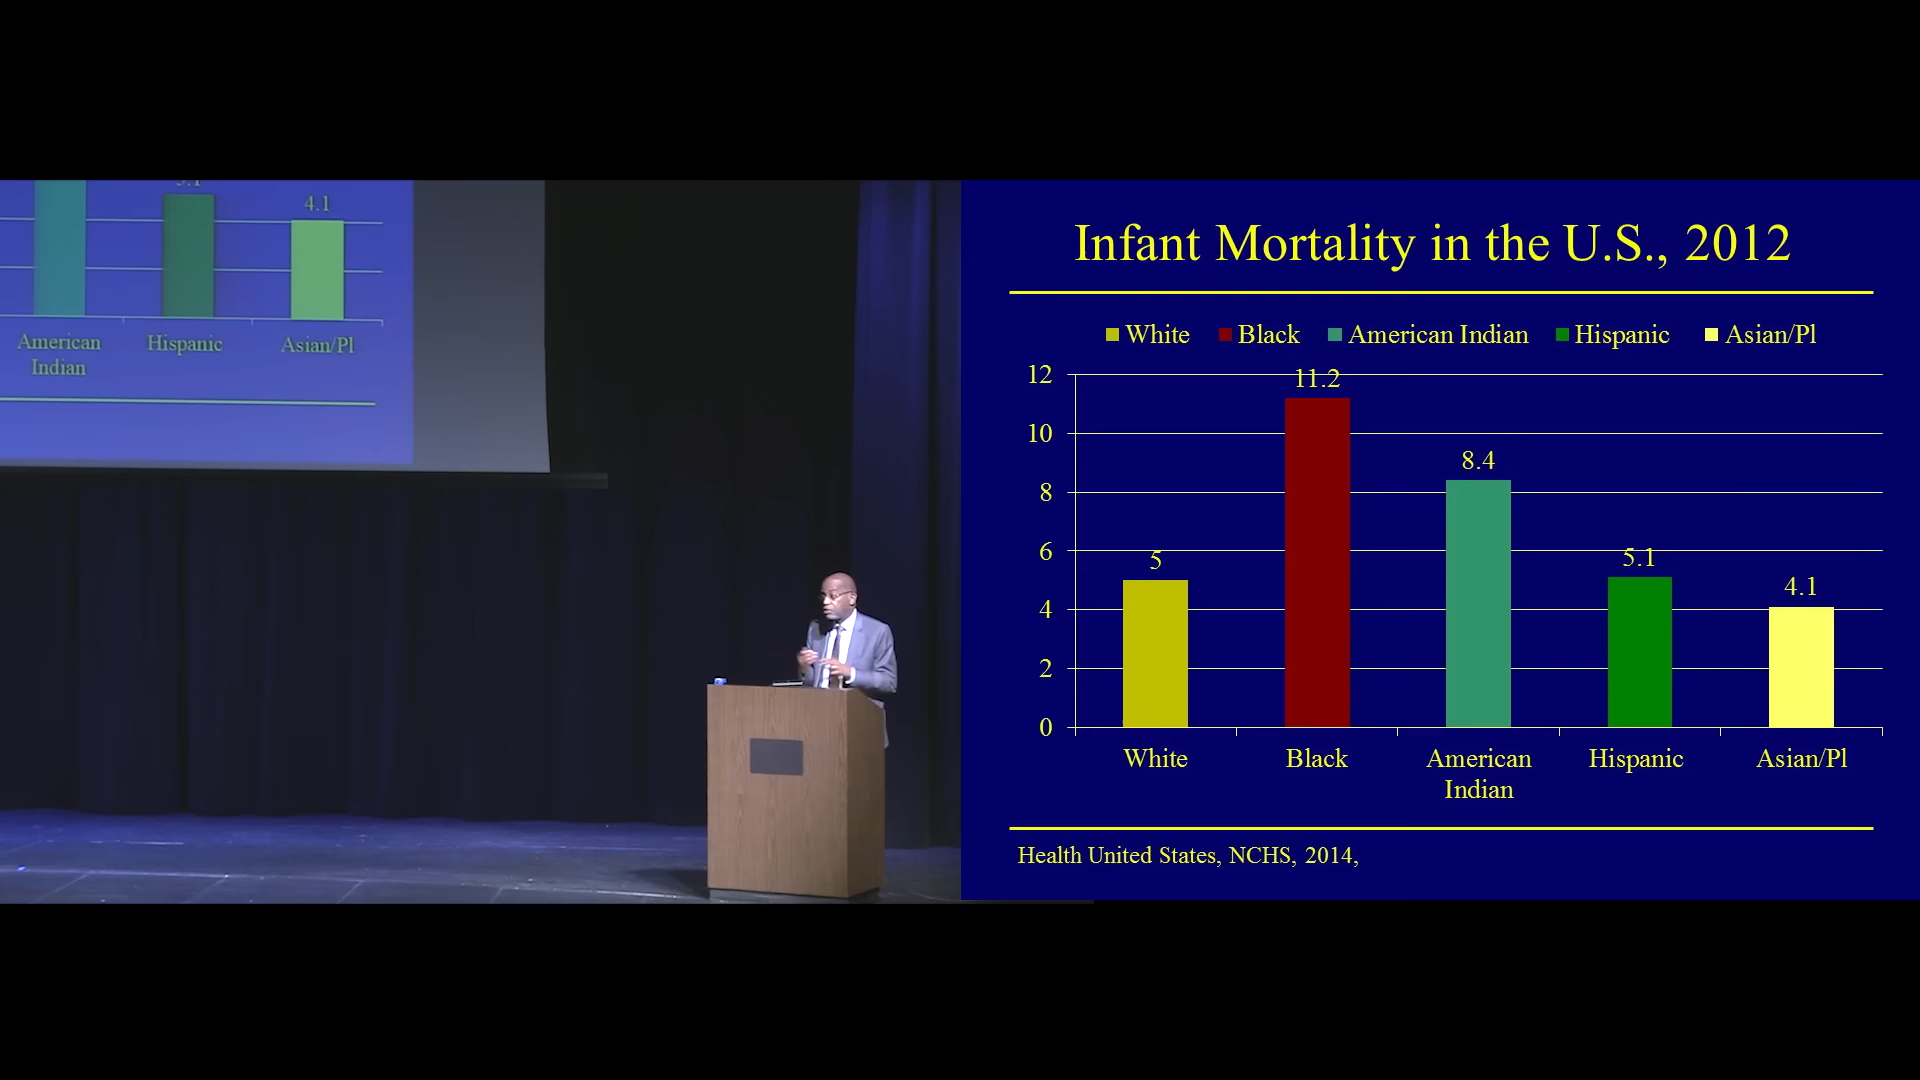 5.1
4.1
American
Indian
Hispanic
Asian/Pl
Infant Mortality in the U.S., 2012
White Black American Indian Hispanic Asian/Pl
12
10
8
6
4
2
0
5
11.2
8.4
5.1
4.1
White
Black
American
Indian
Hispanic
Asian/Pl
Health United States, NCHS, 2014,